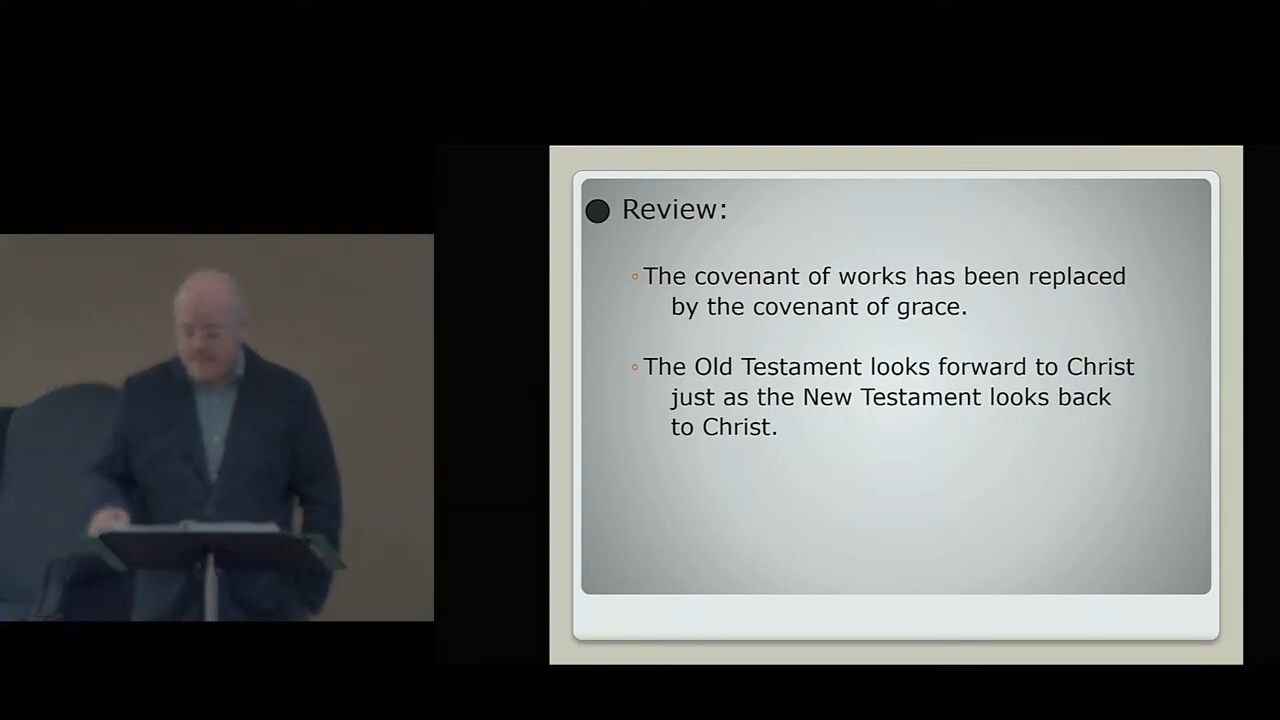 Review:
The covenant of works has been replaced
by the covenant of grace.
The Old Testament looks forward to Christ
just as the New Testament looks back
to Christ.